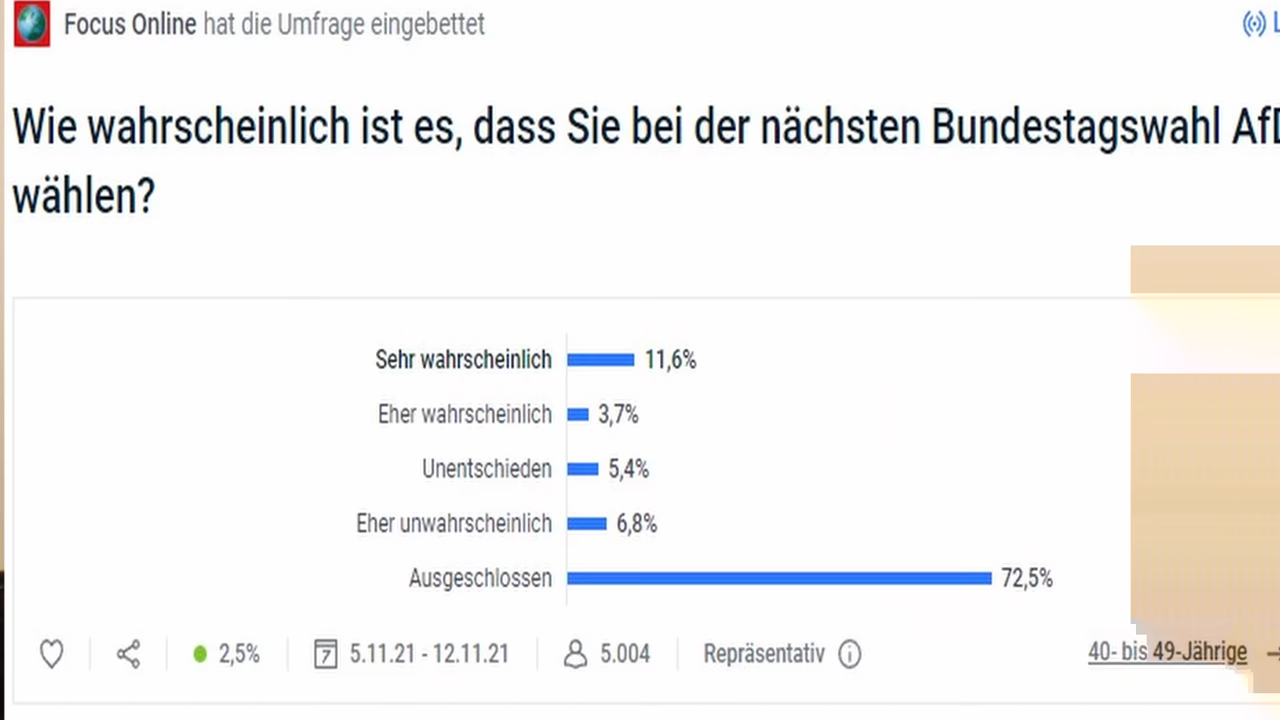 Focus Online hat die Umfrage eingebettet
Wie wahrscheinlich ist es, dass Sie bei der nächsten Bundestagswahl
wählen?
Sehr wahrscheinlich 11,6%
Eher wahrscheinlich 3,7%
Unentschieden 5,4%
Eher unwahrscheinlich 6,8%
Ausgeschlossen 72,5%
2,5% 7 5.11.21 - 12.11.21 5.004 Repräsentativ 40- bis 49-Jährige